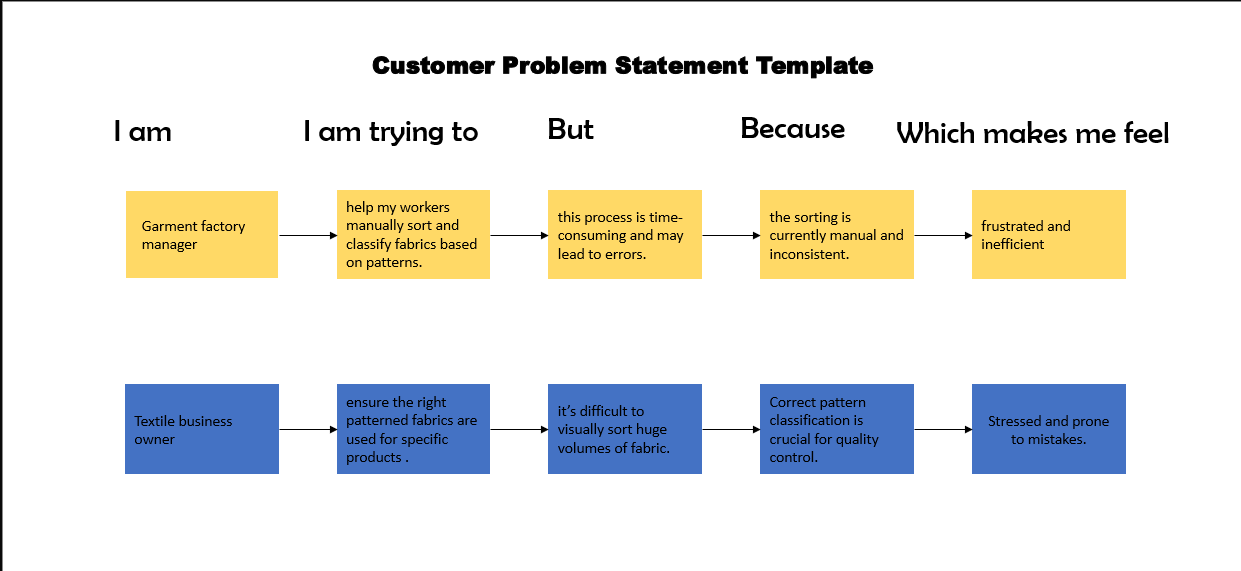 Customer Problem Statement Template
I am
I am trying to
But
Because
Which makes me feel
Garment factory
manager
help my workers
manually sort and
classify fabrics based
on patterns.
this process is time-
consuming and may
lead to errors.
the sorting is
currently manual and
inconsistent.
frustrated and
inefficient
Textile business
owner
ensure the right
patterned fabrics are
used for specific
products .
it’s difficult to
visually sort huge
volumes of fabric.
Correct pattern
classification is
crucial for quality
control.
Stressed and prone
to mistakes.